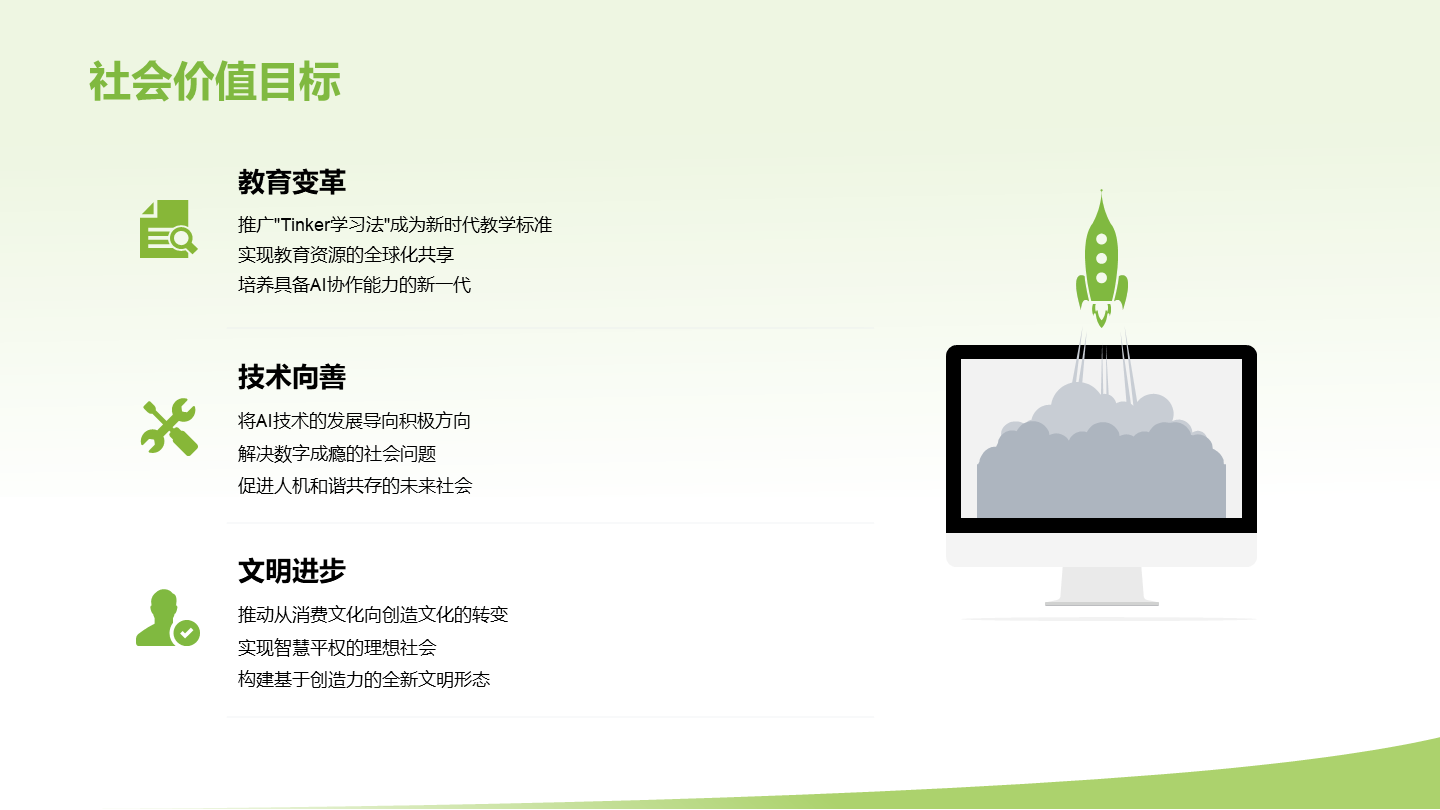 社会价值目标
教育变革
推广"Tinker学习法"成为新时代教学标准
实现教育资源的全球化共享
培养具备AI协作能力的新一代
技术向善
将AI技术的发展导向积极方向
解决数字成瘾的社会问题
促进人机和谐共存的未来社会
文明进步
推动从消费文化向创造文化的转变
实现智慧平权的理想社会
构建基于创造力的全新文明形态